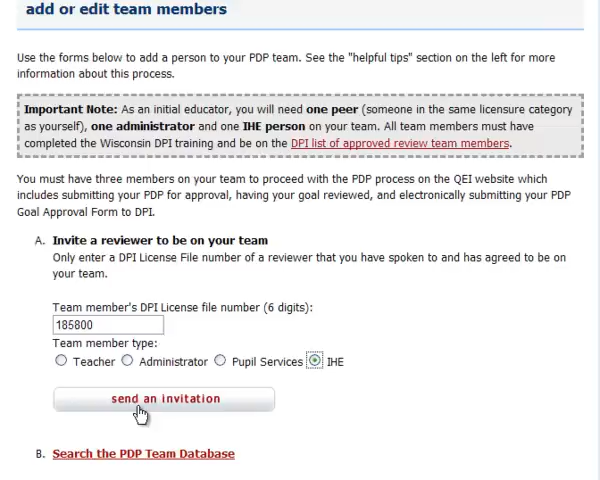 add or edit team members
Use the forms below to add a person to your PDP team. See the "helpful tips" section on the left for more
information about this process.
Important Note: As an initial educator, you will need one peer (someone in the same licensure category
as yourself), one administrator and one IHE person on your team. All team members must have
completed the Wisconsin DPI training and be on the DPI list of approved review team members.
You must have three members on your team to proceed with the PDP process on the QEI website which
includes submitting your PDP for approval, having your goal reviewed, and electronically submitting your PDP
Goal Approval Form to DPI.
A. Invite a reviewer to be on your team
Only enter a DPI License File number of a reviewer that you have spoken to and has agreed to be on
your team.
Team member's DPI License file number (6 digits):
185800
Team member type:
Teacher Administrator Pupil Services IHE
send an invitation
B. Search the PDP Team Database